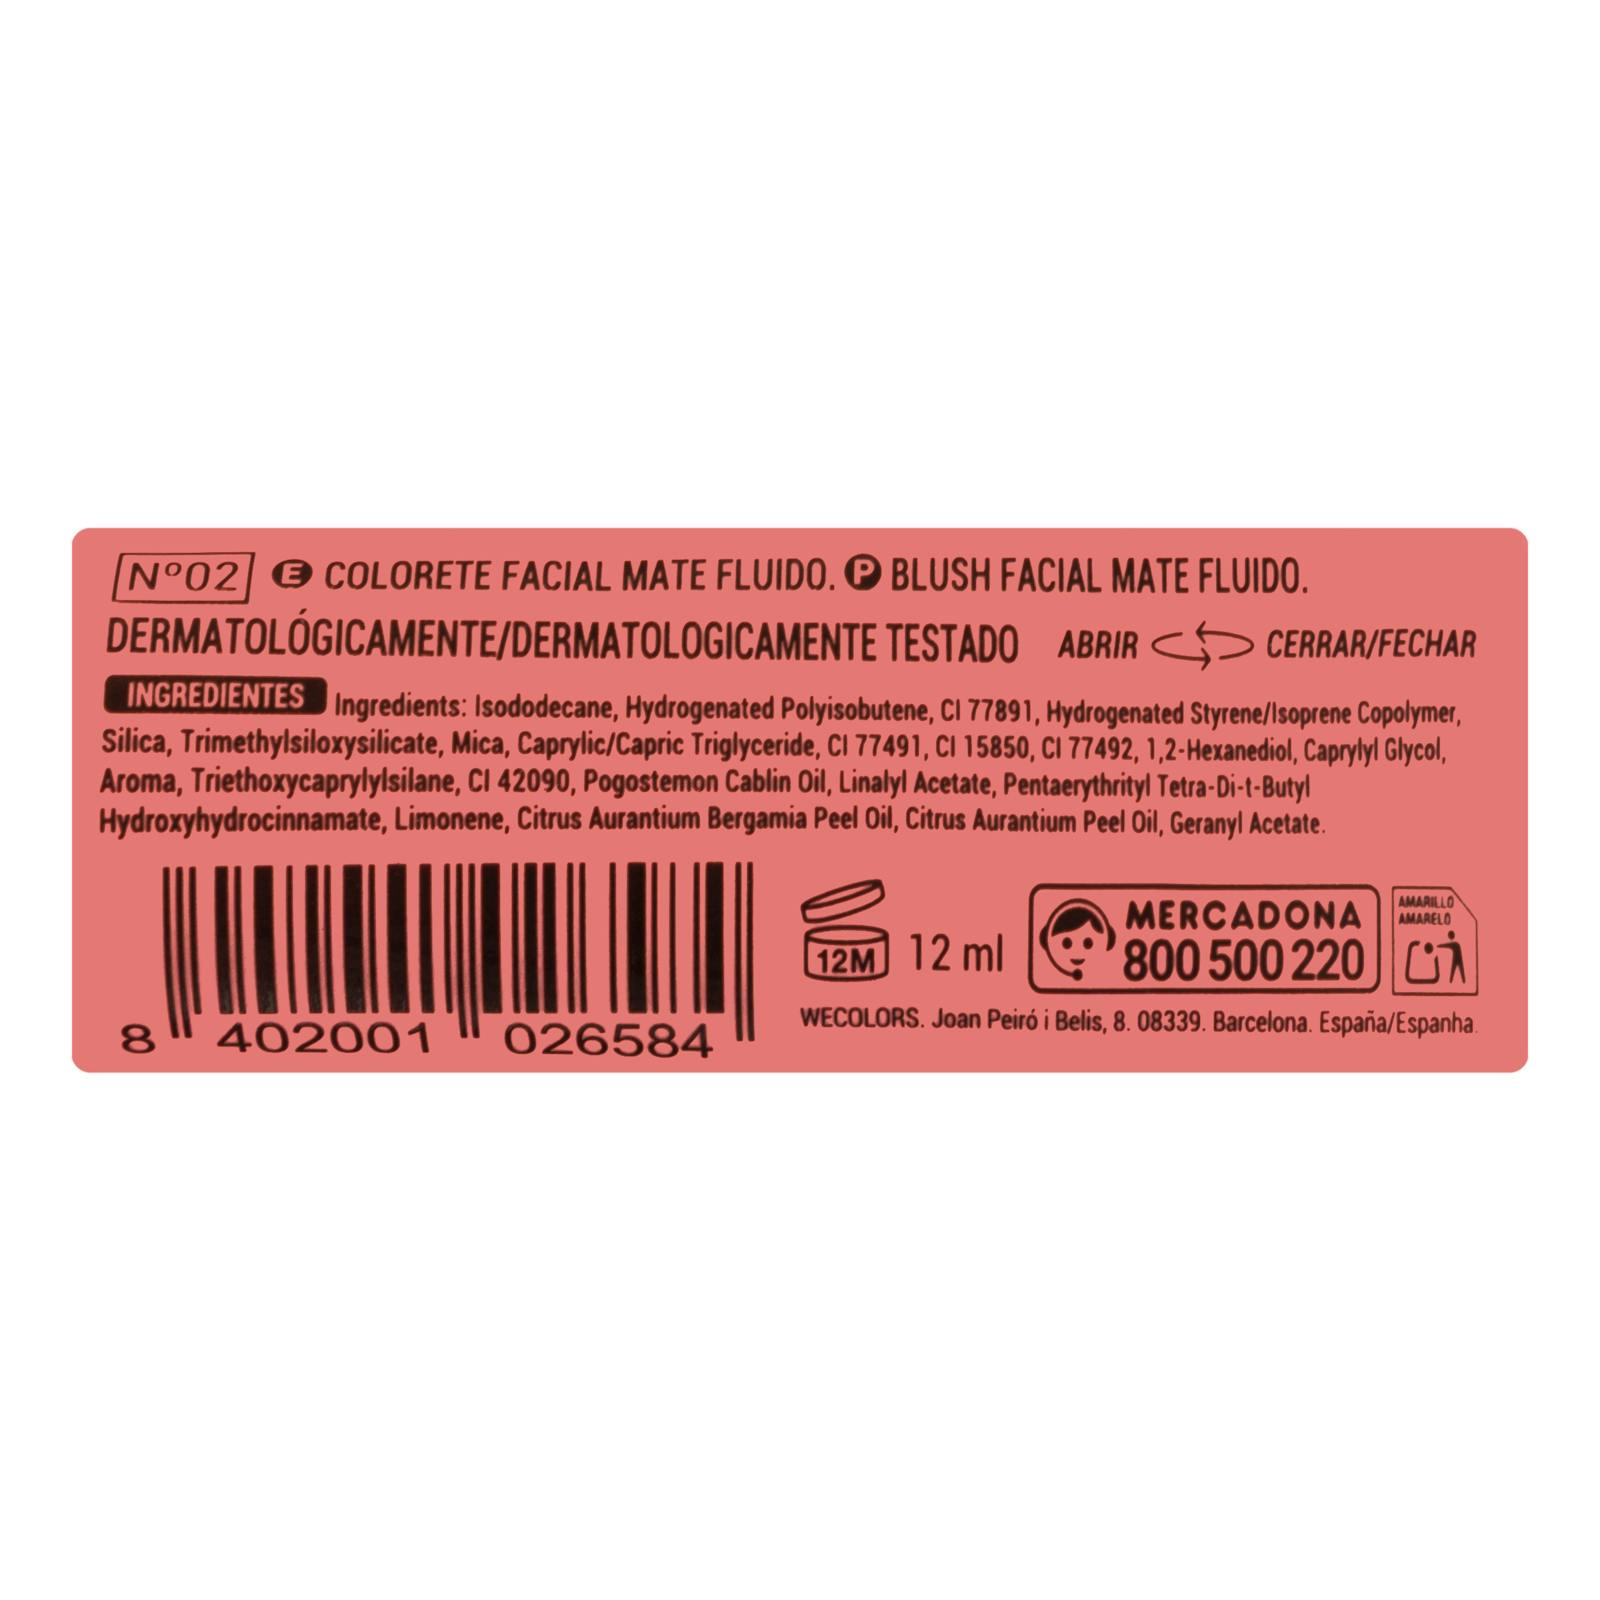 Nº02 E COLORETE FACIAL MATE FLUIDO. P BLUSH FACIAL MATE FLUIDO.
DERMATOLÓGICAMENTE/DERMATOLOGICAMENTE TESTADO ABRIR CERRAR/FECHAR
INGREDIENTES Ingredients: Isododecane, Hydrogenated Polyisobutene, CI 77891, Hydrogenated Styrene/Isoprene Copolymer,
Silica, Trimethylsiloxysilicate, Mica, Caprylic/Capric Triglyceride, CI 77491, CI 15850, CI 77492, 1,2-Hexanediol, Caprylyl Glycol,
Aroma, Triethoxycaprylylsilane, CI 42090, Pogostemon Cablin Oil, Linalyl Acetate, Pentaerythrityl Tetra-Di-t-Butyl
Hydroxyhydrocinnamate, Limonene, Citrus Aurantium Bergamia Peel Oil, Citrus Aurantium Peel Oil, Geranyl Acetate.
8 402001 026584
12M
12 ml
MERCADONA
800 500 220
AMARILLO
AMARELO
WECOLORS. Joan Peiró i Belis, 8. 08339. Barcelona. España/Espanha.